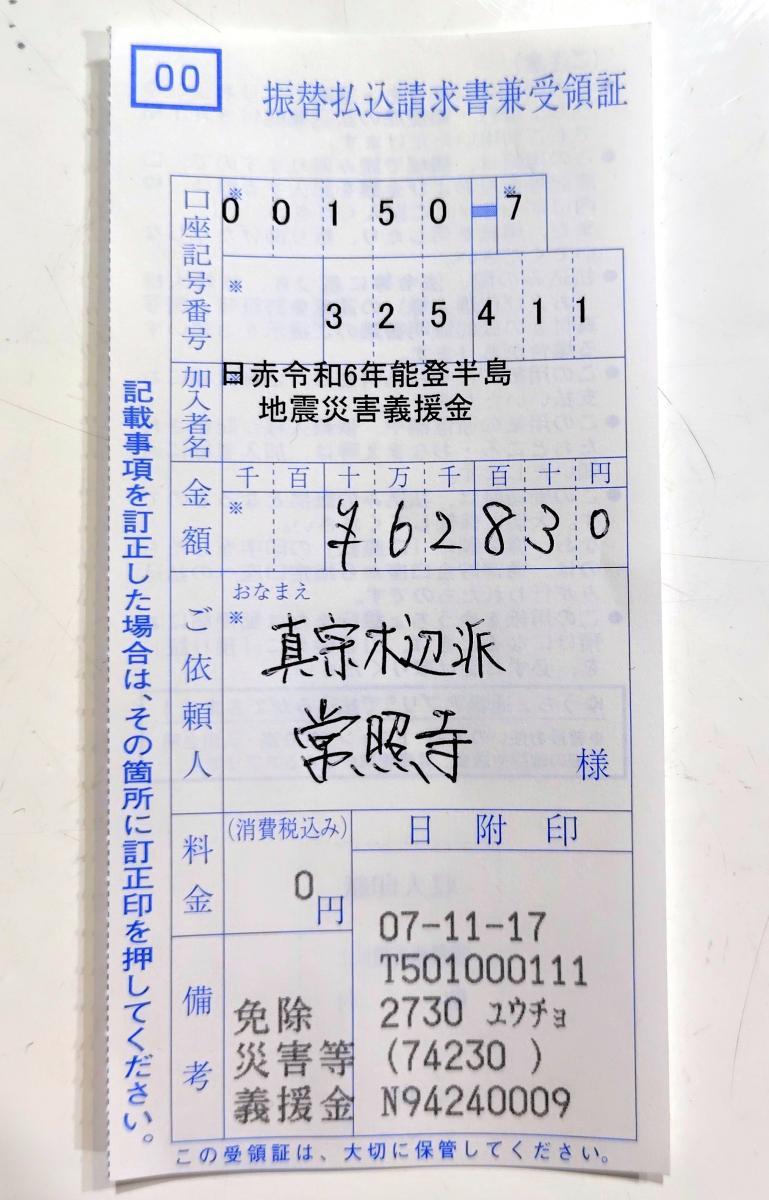 00
振替払込請求書兼受領証
口座記号番号
※ ※
00150-7
※
325411
加入者名
※
日赤令和6年能登半島
地震災害義援金
金額
千 百 十 万 千 百 十 円
※
¥62830
ご依頼人
おなまえ
※
真宗木辺派
常照寺
様
料金
(消費税込み)
0円
日附印
07-11-17
T501000111
2730 ユウチョ
(74230 )
N94240009
備考
免除
災害等
義援金
記載事項を訂正した場合は、その箇所に訂正印を押してください。
この受領証は、大切に保管してください。